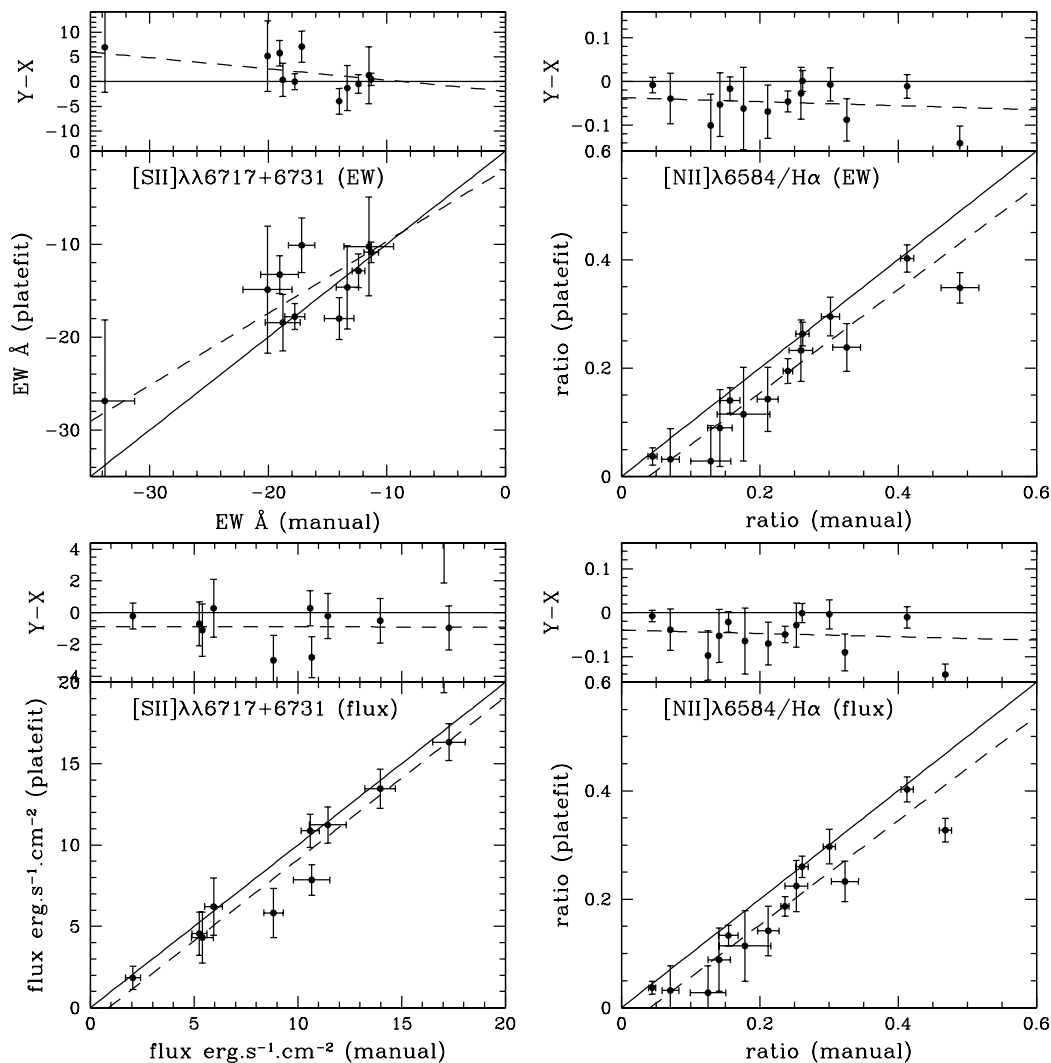 10
5
0
−5
−10
Y−X
0.1
0
−0.1
Y−X
0
−10
−20
−30
EW Å (platefit)
[SII]λλ6717+6731 (EW)
−30 −20 −10 0
EW Å (manual)
0.6
0.4
0.2
0
ratio (platefit)
[NII]λ6584/Hα (EW)
0 0.2 0.4 0.6
ratio (manual)
4
2
0
−2
−4
Y−X
0.1
0
−0.1
Y−X
20
15
10
5
0
flux erg.s⁻¹.cm⁻² (platefit)
[SII]λλ6717+6731 (flux)
0 5 10 15 20
flux erg.s⁻¹.cm⁻² (manual)
0.6
0.4
0.2
0
ratio (platefit)
[NII]λ6584/Hα (flux)
0 0.2 0.4 0.6
ratio (manual)